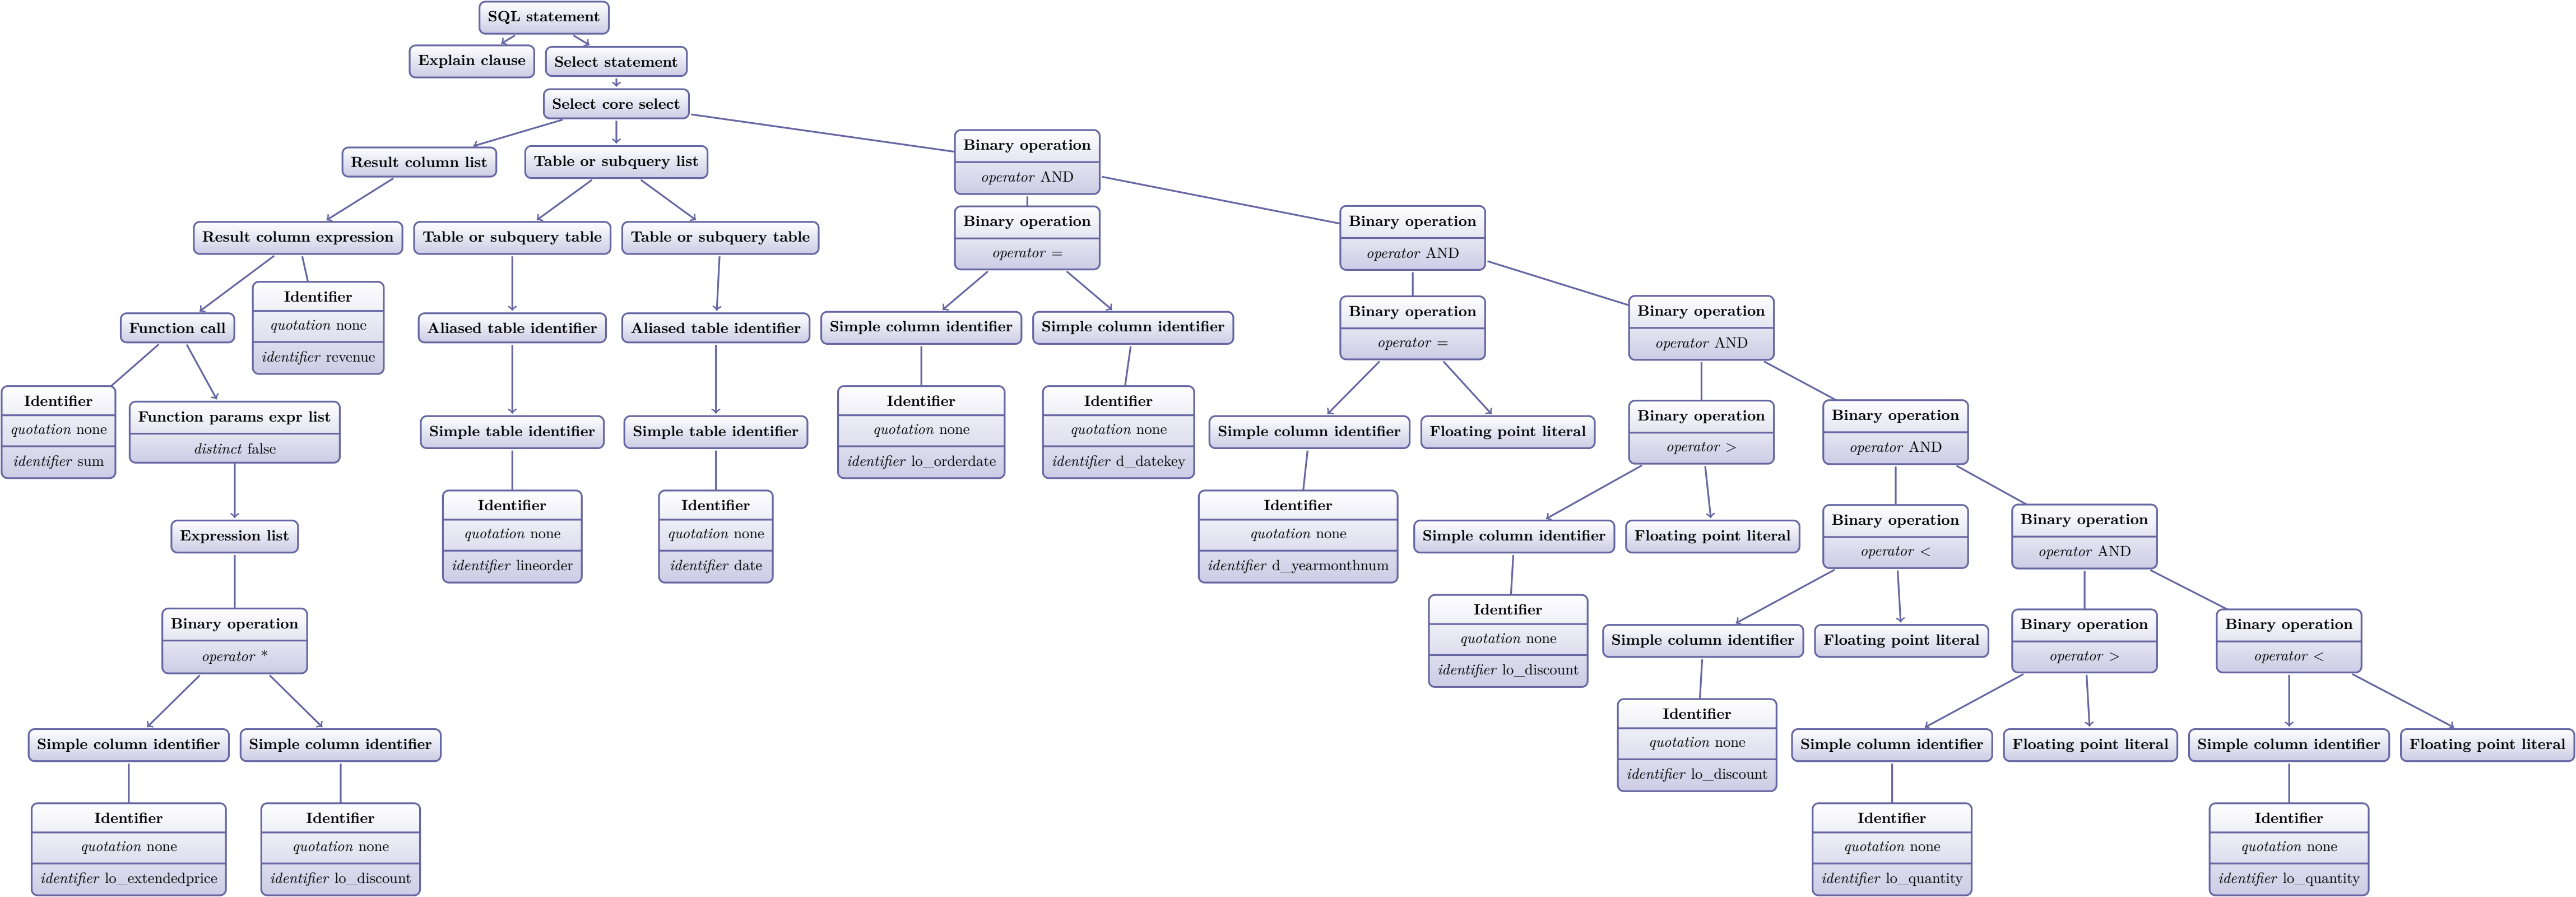 SQL statement
Explain clause
Select statement
Select core select
Result column list
Table or subquery list
Binary operation
operator AND
Result column expression
Table or subquery table
Table or subquery table
Binary operation
operator =
Binary operation
operator AND
Function call
Identifier
quotation none
identifier revenue
Aliased table identifier
Aliased table identifier
Simple column identifier
Simple column identifier
Binary operation
operator =
Binary operation
operator AND
Identifier
quotation none
identifier sum
Function params expr list
distinct false
Simple table identifier
Simple table identifier
Identifier
quotation none
identifier lo_orderdate
Identifier
quotation none
identifier d_datekey
Simple column identifier
Floating point literal
Binary operation
operator >
Binary operation
operator AND
Expression list
Identifier
quotation none
identifier lineorder
Identifier
quotation none
identifier date
Identifier
quotation none
identifier d_yearmonthnum
Simple column identifier
Floating point literal
Binary operation
operator <
Binary operation
operator AND
Binary operation
operator *
Identifier
quotation none
identifier lo_discount
Simple column identifier
Floating point literal
Binary operation
operator >
Binary operation
operator <
Simple column identifier
Simple column identifier
Identifier
quotation none
identifier lo_discount
Simple column identifier
Floating point literal
Simple column identifier
Floating point literal
Identifier
quotation none
identifier lo_extendedprice
Identifier
quotation none
identifier lo_discount
Identifier
quotation none
identifier lo_quantity
Identifier
quotation none
identifier lo_quantity